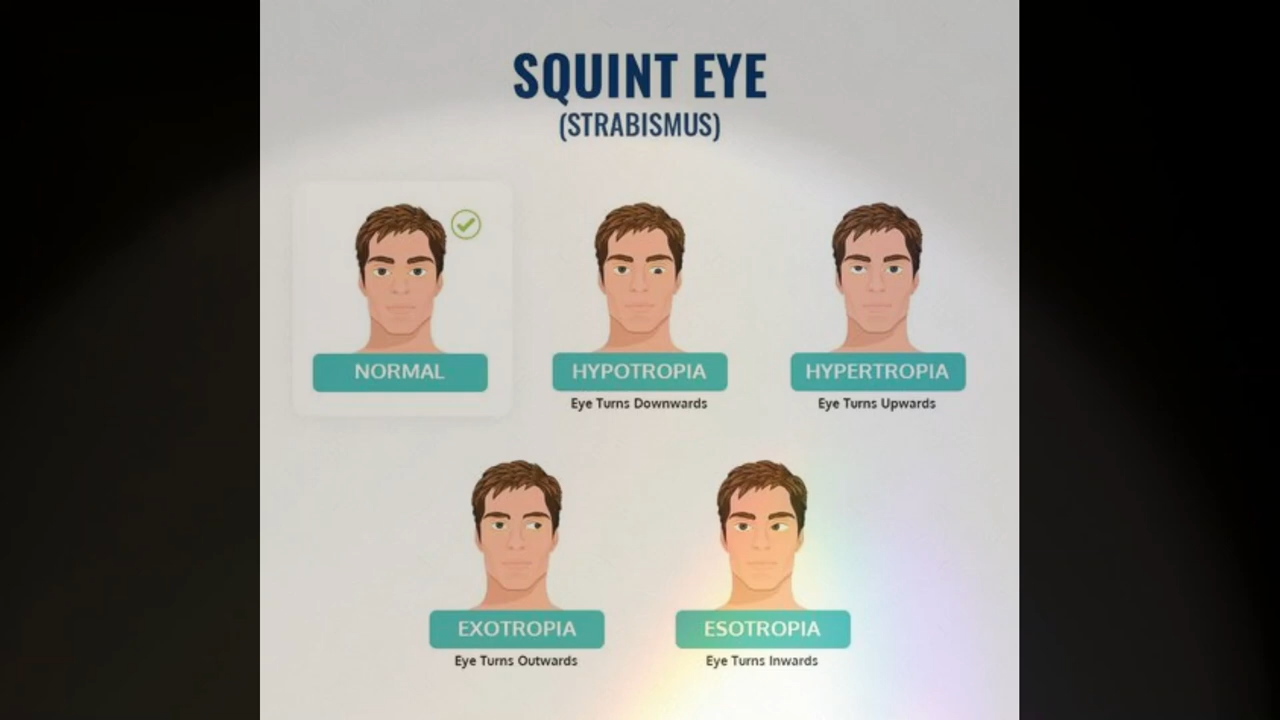 SQUINT EYE
(STRABISMUS)
NORMAL
HYPOTROPIA
Eye Turns Downwards
HYPERTROPIA
Eye Turns Upwards
EXOTROPIA
Eye Turns Outwards
ESOTROPIA
Eye Turns Inwards